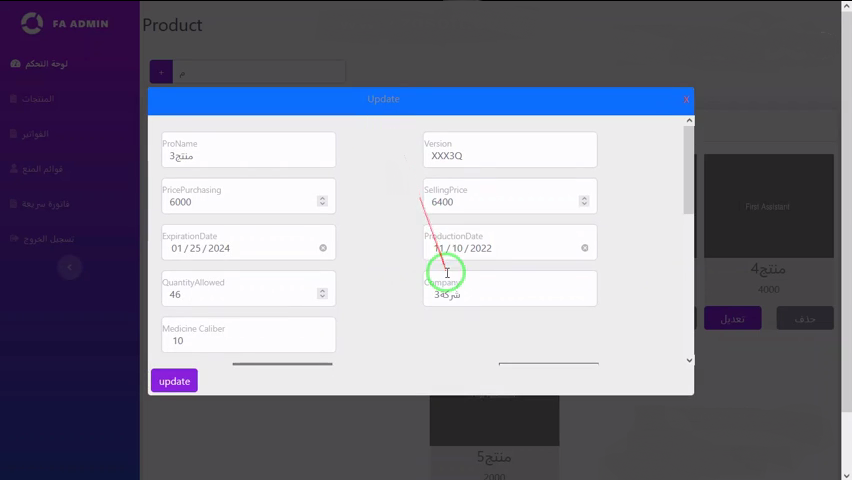 FA ADMIN
Product
لوحة التحكم
+
م
المنتجات
الفواتير
قوائم المنح
فاتورة سريعة
تسجيل الخروج
Update
X
ProName
منتج3
Version
XXX3Q
PricePurchasing
6000
SellingPrice
6400
ExpirationDate
01 / 25 / 2024
ProductionDate
11 / 10 / 2022
QuantityAllowed
46
Company
شركة3
Medicine Caliber
10
update
First Assistant
منتج4
4000
تعديل
حذف
منتج5
2000